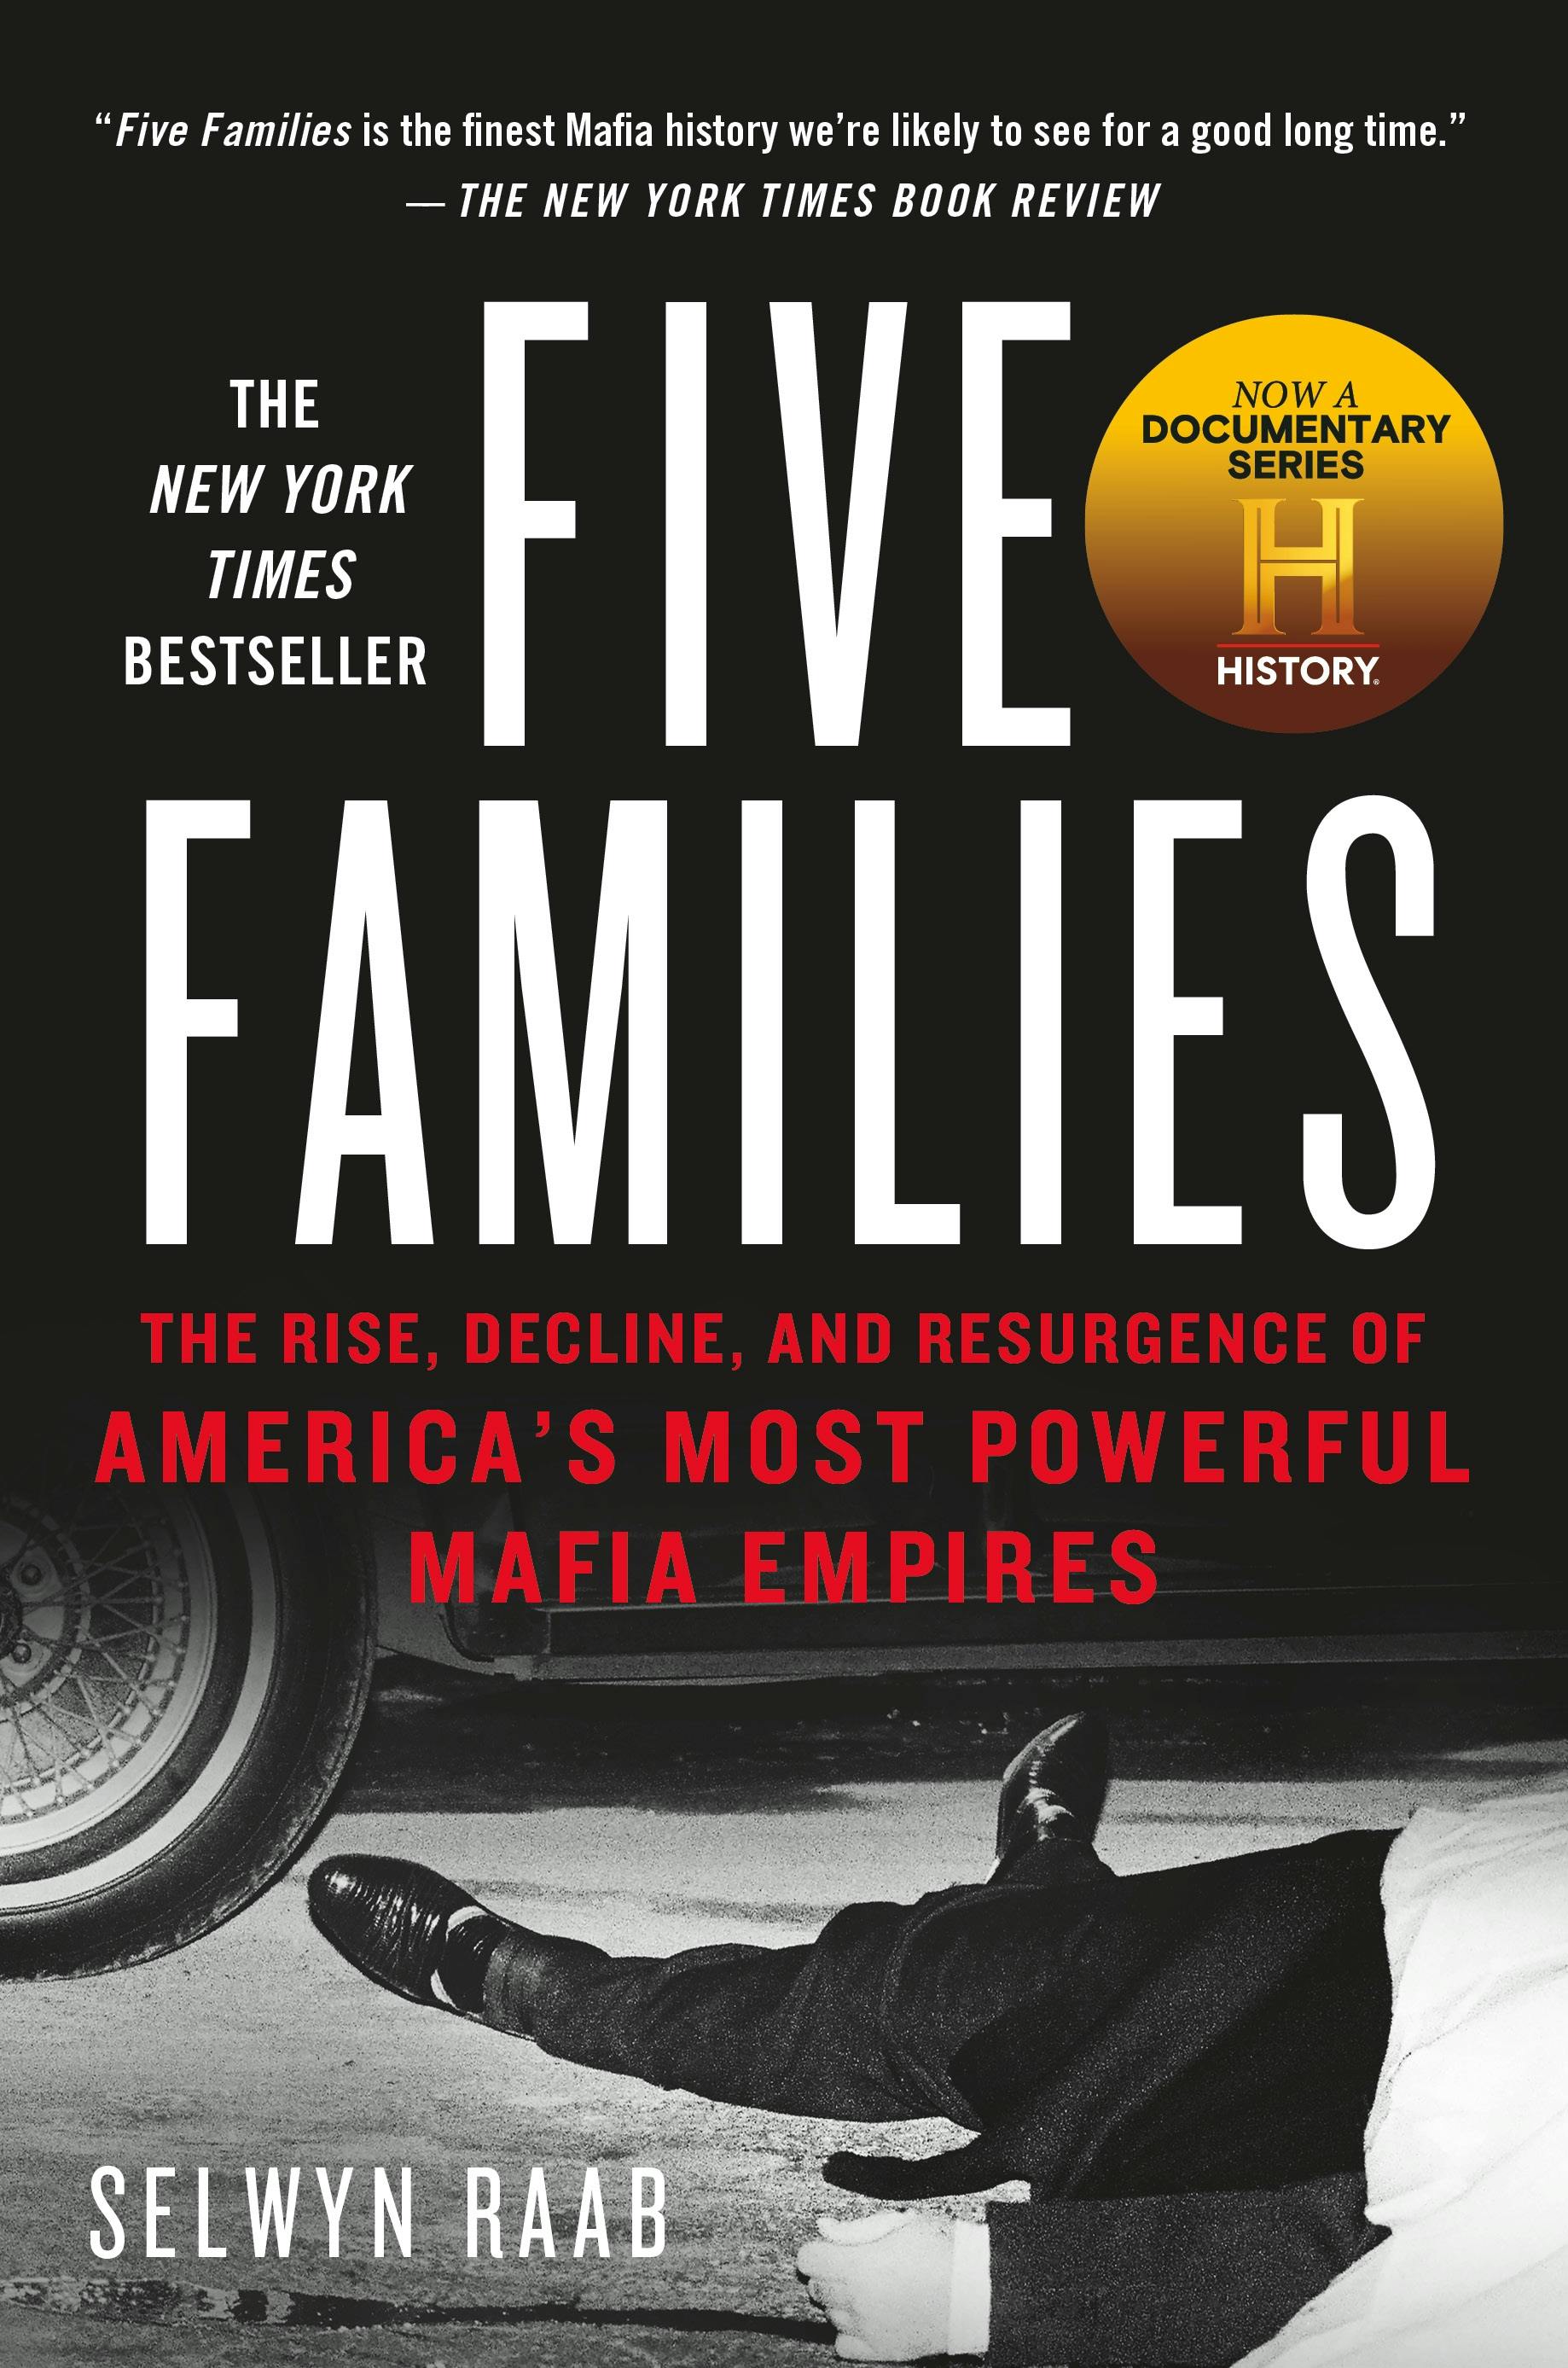 “Five Families is the finest Mafia history we’re likely to see for a good long time.”
— THE NEW YORK TIMES BOOK REVIEW
THE
NEW YORK
TIMES
BESTSELLER
FIVE
NOW A
DOCUMENTARY
SERIES
H
HISTORY®
FAMILIES
THE RISE, DECLINE, AND RESURGENCE OF
AMERICA’S MOST POWERFUL
MAFIA EMPIRES
SELWYN RAAB